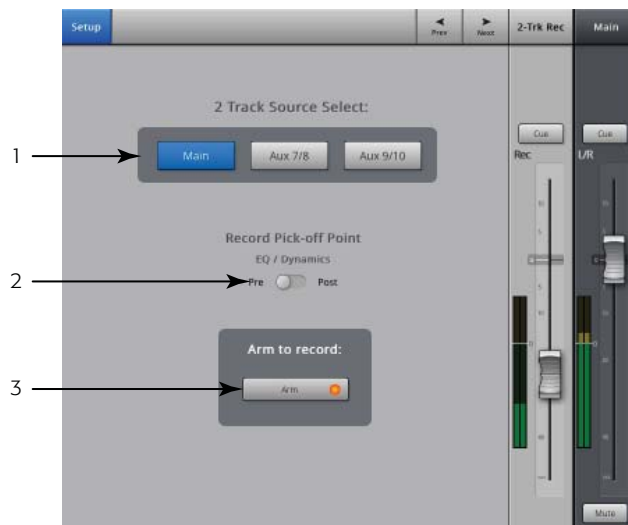 Setup
Prev
Next
2-Trk Rec
Main
2 Track Source Select:
1
Main
Aux 7/8
Aux 9/10
Cue
Cue
Rec
L/R
Record Pick-off Point
EQ / Dynamics
2
Pre
Post
Arm to record:
3
Arm
Mute